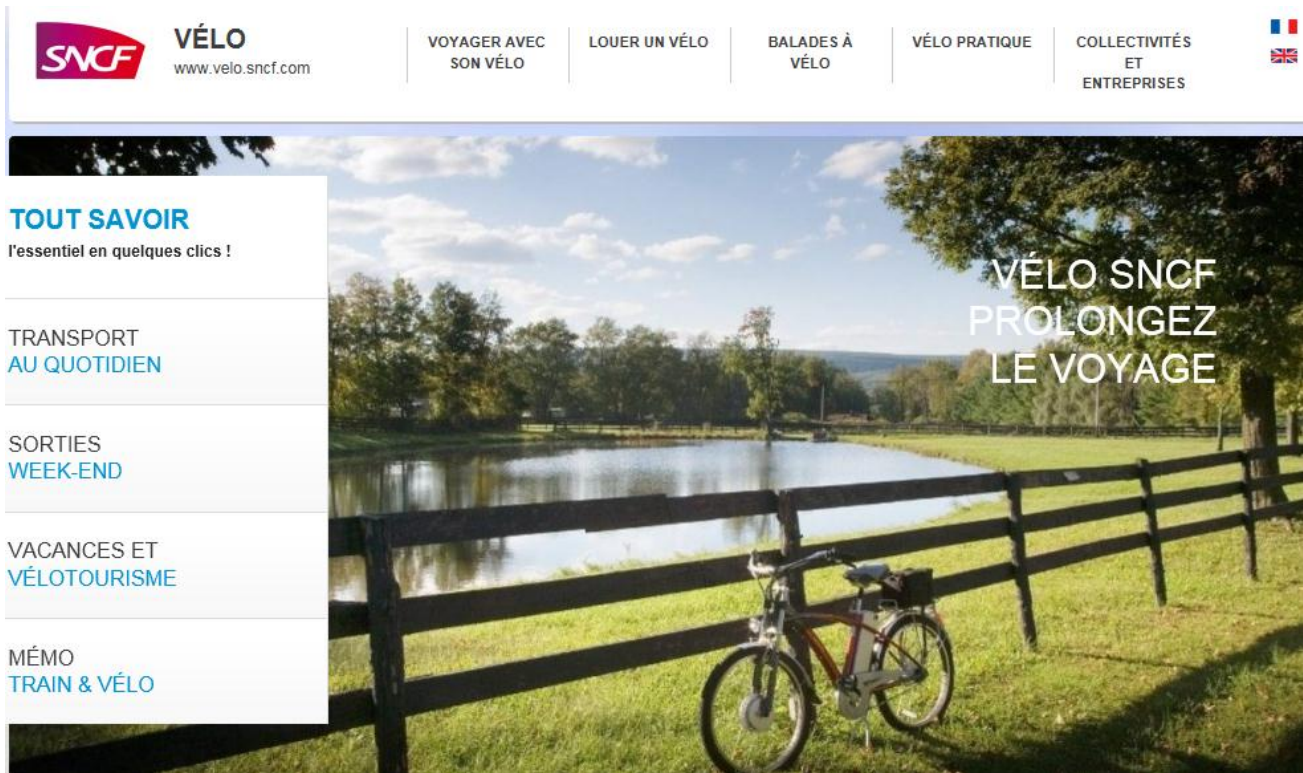 SNCF
VÉLO
www.velo.sncf.com
VOYAGER AVEC
SON VÉLO
LOUER UN VÉLO
BALADES À
VÉLO
VÉLO PRATIQUE
COLLECTIVITÉS
ET
ENTREPRISES
TOUT SAVOIR
l'essentiel en quelques clics !
TRANSPORT
AU QUOTIDIEN
SORTIES
WEEK-END
VACANCES ET
VÉLOTOURISME
MÉMO
TRAIN & VÉLO
VÉLO SNCF
PROLONGEZ
LE VOYAGE